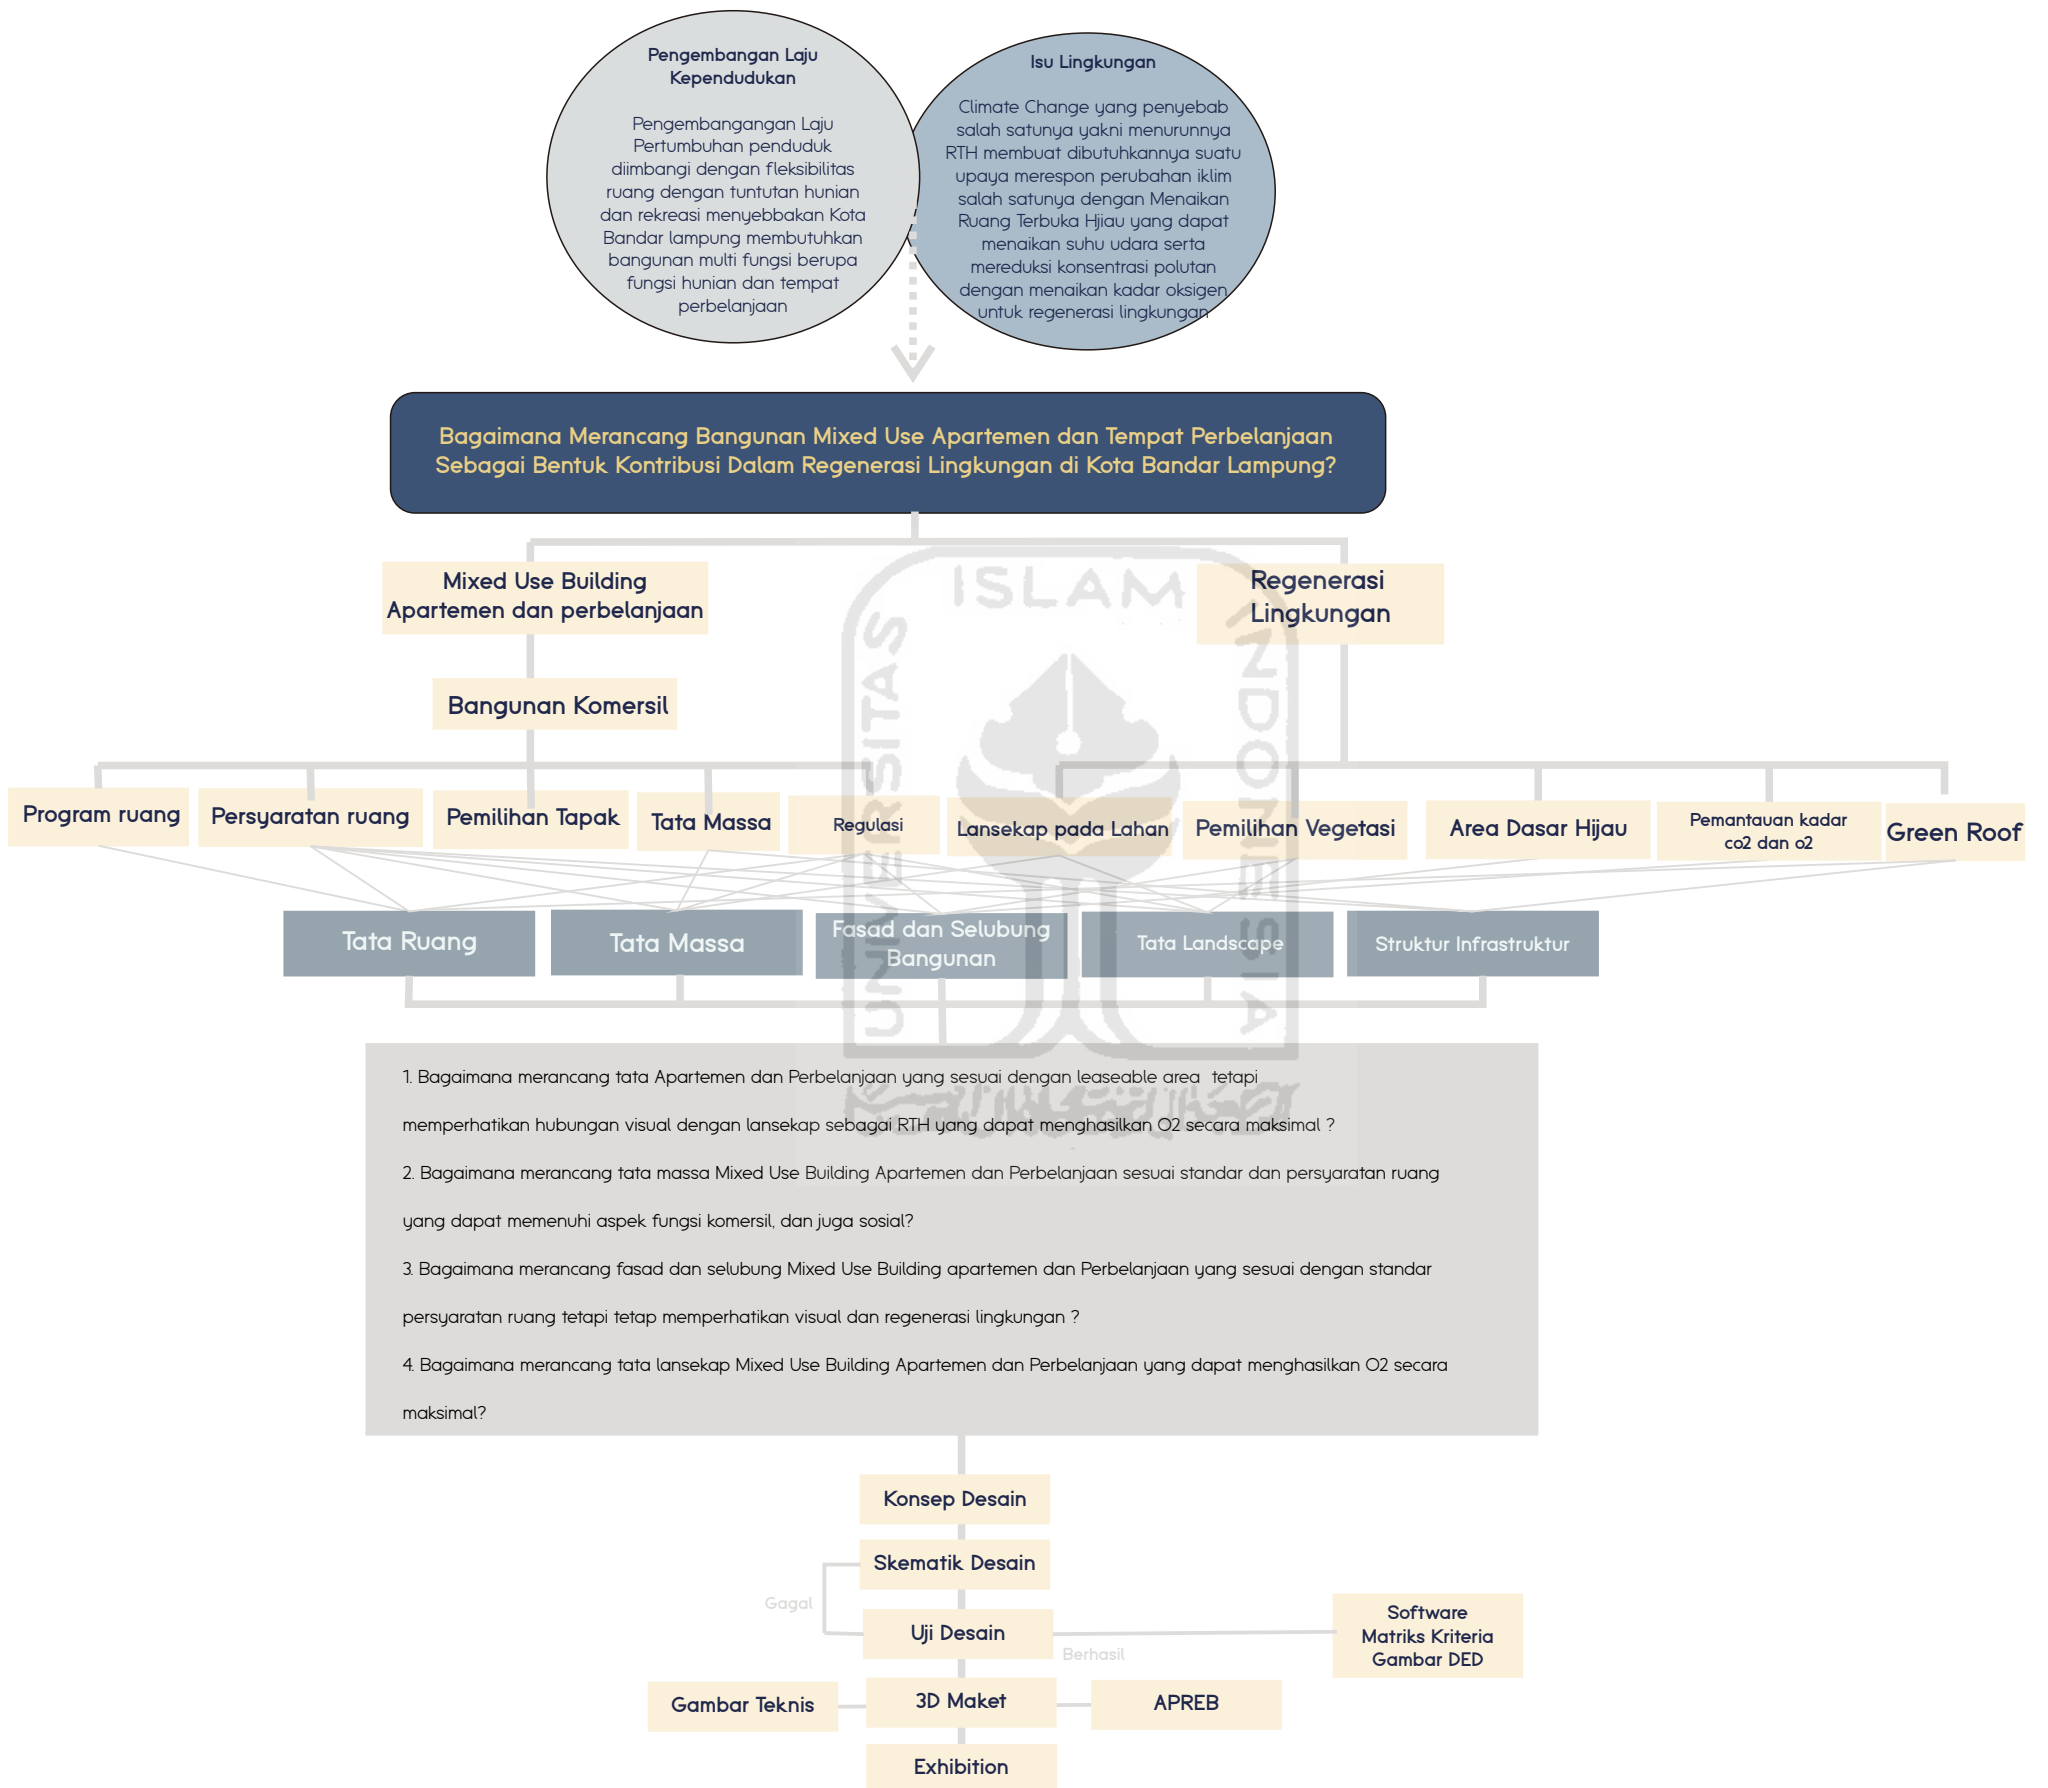 Pengembangan Laju
Kependudukan
Pengembangangan Laju
Pertumbuhan penduduk
diimbangi dengan fleksibilitas
ruang dengan tuntutan hunian
dan rekreasi menyebbakan Kota
Bandar lampung membutuhkan
bangunan multi fungsi berupa
fungsi hunian dan tempat
perbelanjaan
Isu Lingkungan
Climate Change yang penyebab
salah satunya yakni menurunnya
RTH membuat dibutuhkannya suatu
upaya merespon perubahan iklim
salah satunya dengan Menaikan
Ruang Terbuka Hjiau yang dapat
menaikan suhu udara serta
mereduksi konsentrasi polutan
dengan menaikan kadar oksigen
untuk regenerasi lingkungan
Bagaimana Merancang Bangunan Mixed Use Apartemen dan Tempat Perbelanjaan
Sebagai Bentuk Kontribusi Dalam Regenerasi Lingkungan di Kota Bandar Lampung?
Mixed Use Building
Apartemen dan perbelanjaan
Regenerasi
Lingkungan
Bangunan Komersil
Program ruang
Persyaratan ruang
Pemilihan Tapak
Tata Massa
Regulasi
Lansekap pada Lahan
Pemilihan Vegetasi
Area Dasar Hijau
Pemantauan kadar
co2 dan o2
Green Roof
Tata Ruang
Tata Massa
Fasad dan Selubung
Bangunan
Tata Landscape
Struktur Infrastruktur
UNIVERSITAS
ISLAM
INDONESIA
1. Bagaimana merancang tata Apartemen dan Perbelanjaan yang sesuai dengan leaseable area  tetapi
memperhatikan hubungan visual dengan lansekap sebagai RTH yang dapat menghasilkan O2 secara maksimal ?
2. Bagaimana merancang tata massa Mixed Use Building Apartemen dan Perbelanjaan sesuai standar dan persyaratan ruang
yang dapat memenuhi aspek fungsi komersil, dan juga sosial?
3. Bagaimana merancang fasad dan selubung Mixed Use Building apartemen dan Perbelanjaan yang sesuai dengan standar
persyaratan ruang tetapi tetap memperhatikan visual dan regenerasi lingkungan ?
4. Bagaimana merancang tata lansekap Mixed Use Building Apartemen dan Perbelanjaan yang dapat menghasilkan O2 secara
maksimal?
Konsep Desain
Skematik Desain
Gagal
Uji Desain
Berhasil
Software
Matriks Kriteria
Gambar DED
Gambar Teknis
3D Maket
APREB
Exhibition